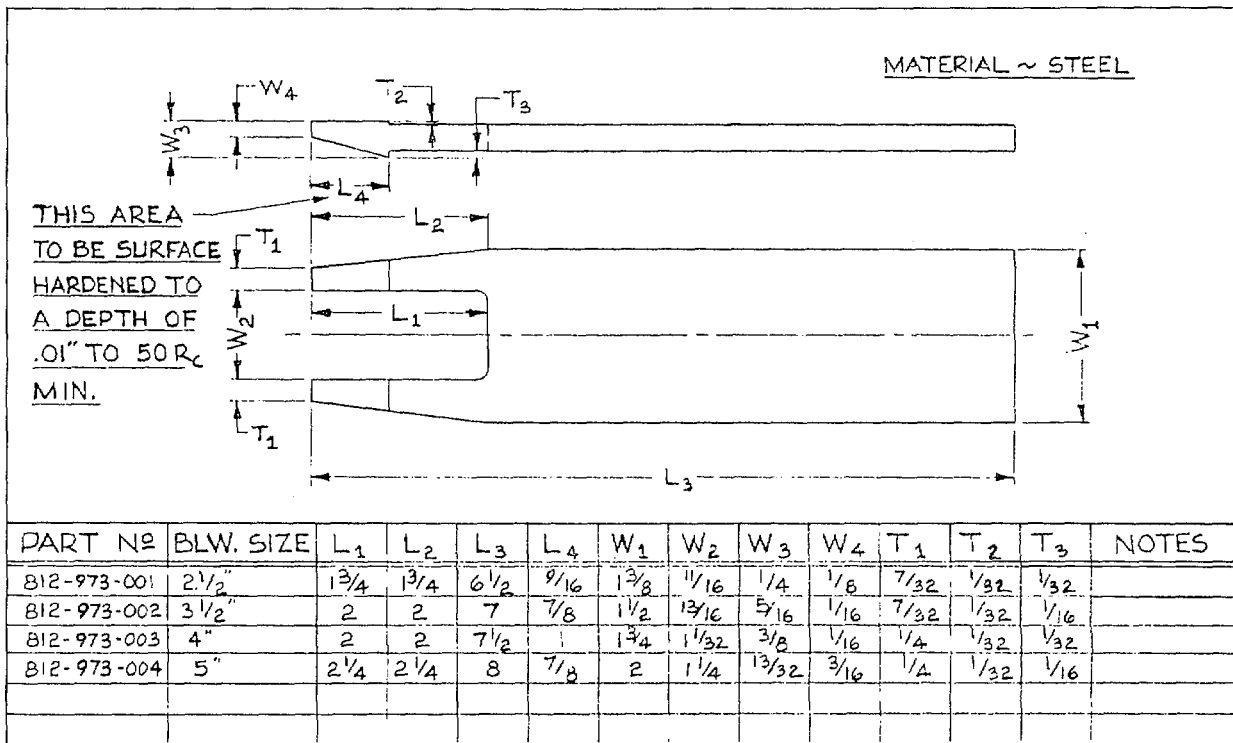 MATERIAL ~ STEEL
W4
T2
T3
W3
L4
THIS AREA
TO BE SURFACE
HARDENED TO
A DEPTH OF
.01" TO 50 Rc
MIN.
L2
T1
L1
W2
W1
T1
L3
PART Nº BLW. SIZE L1 L2 L3 L4 W1 W2 W3 W4 T1 T2 T3 NOTES
812-973-001 2 1/2" 1 3/4 1 3/4 6 1/2 9/16 1 3/8 11/16 1/4 1/8 7/32 1/32 1/32
812-973-002 3 1/2" 2 2 7 7/8 1 1/2 13/16 5/16 1/16 7/32 1/32 1/16
812-973-003 4" 2 2 7 1/2 1 1 3/4 1 1/32 3/8 1/16 1/4 1/32 1/32
812-973-004 5" 2 1/4 2 1/4 8 7/8 2 1 1/4 13/32 3/16 1/4 1/32 1/16